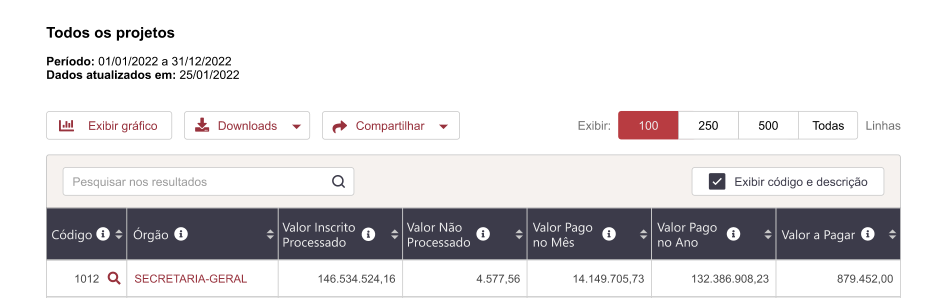 Todos os projetos
Período: 01/01/2022 a 31/12/2022
Dados atualizados em: 25/01/2022
Exibir gráfico Downloads Compartilhar Exibir: 100 250 500 Todas Linhas
Pesquisar nos resultados Exibir código e descrição
Código Órgão Valor Inscrito Processado Valor Não Processado Valor Pago no Mês Valor Pago no Ano Valor a Pagar
1012 SECRETARIA-GERAL 146.534.524,16 4.577,56 14.149.705,73 132.386.908,23 879.452,00